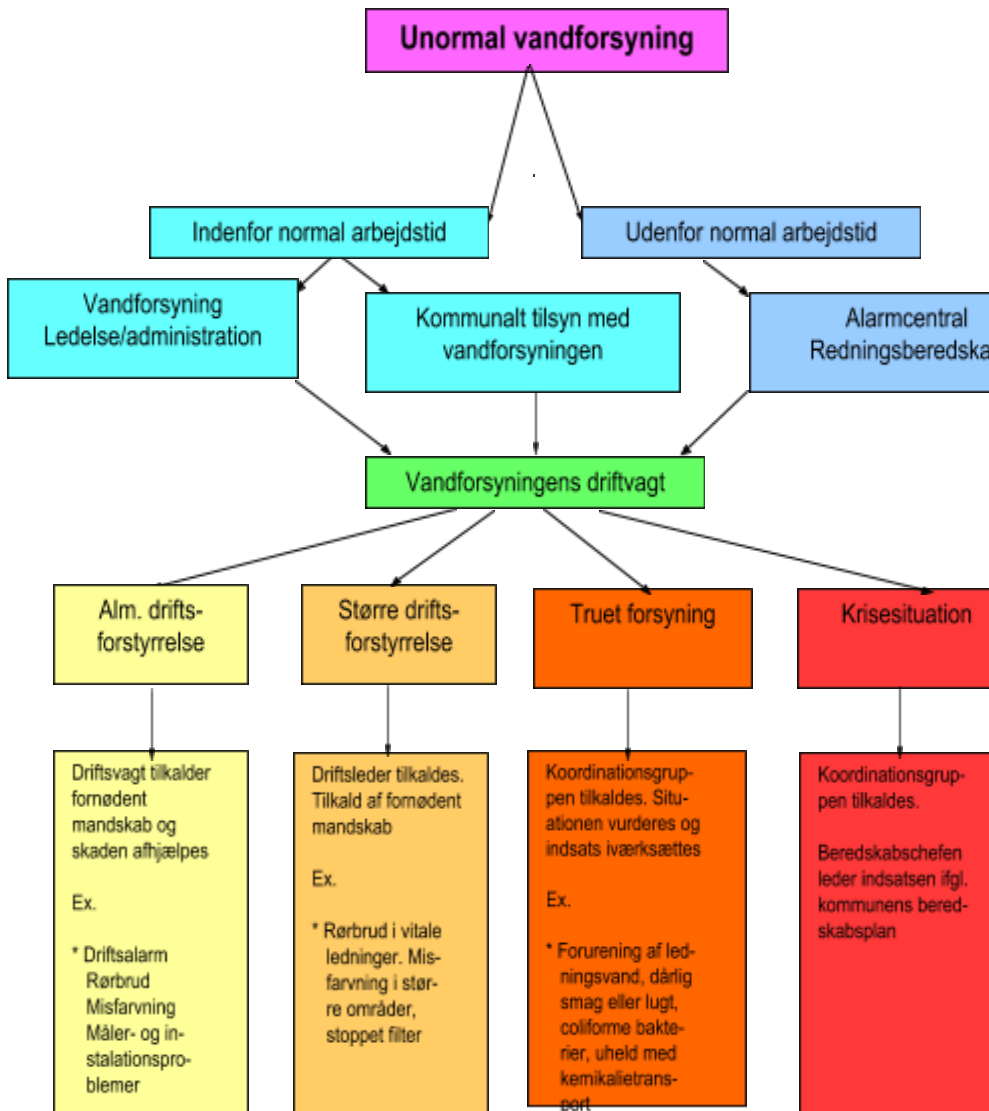 Unormal vandforsyning
Indenfor normal arbejdstid
Udenfor normal arbejdstid
Vandforsyning
Ledelse/administration
Kommunalt tilsyn med
vandforsyningen
Alarmcentral
Redningsberedska
Vandforsyningens driftvagt
Alm. drifts-
forstyrrelse
Større drifts-
forstyrrelse
Truet forsyning
Krisesituation
Driftsvagt tilkalder
fornødent
mandskab og
skaden afhjælpes
Ex.
* Driftsalarm
Rørbrud
Misfarvning
Måler- og in-
stalationspro-
blemer
Driftsleder tilkaldes.
Tilkald af fornødent
mandskab
Ex.
* Rørbrud i vitale
ledninger. Mis-
farvning i stør-
re områder,
stoppet filter
Koordinationsgrup-
pen tilkaldes. Situ-
ationen vurderes og
indsats iværksættes
Ex.
* Forurening af led-
ningsvand, dårlig
smag eller lugt,
coliforme bakte-
rier, uheld med
kemikalietrans-
port
Koordinationsgrup-
pen tilkaldes.
Beredskabschefen
leder indsatsen ifgl.
kommunens bered-
skabsplan